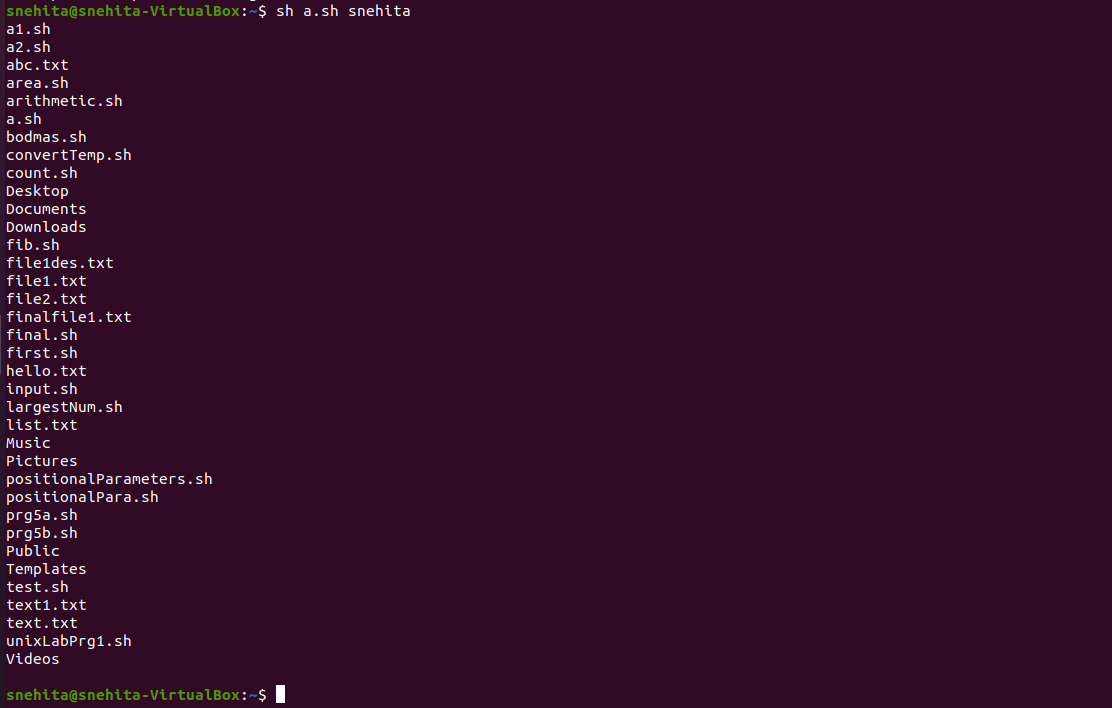 snehita@snehita-VirtualBox:~$ sh a.sh snehita
a1.sh
a2.sh
abc.txt
area.sh
arithmetic.sh
a.sh
bodmas.sh
convertTemp.sh
count.sh
Desktop
Documents
Downloads
fib.sh
file1des.txt
file1.txt
file2.txt
finalfile1.txt
final.sh
first.sh
hello.txt
input.sh
largestNum.sh
list.txt
Music
Pictures
positionalParameters.sh
positionalPara.sh
prg5a.sh
prg5b.sh
Public
Templates
test.sh
text1.txt
text.txt
unixLabPrg1.sh
Videos
snehita@snehita-VirtualBox:~$